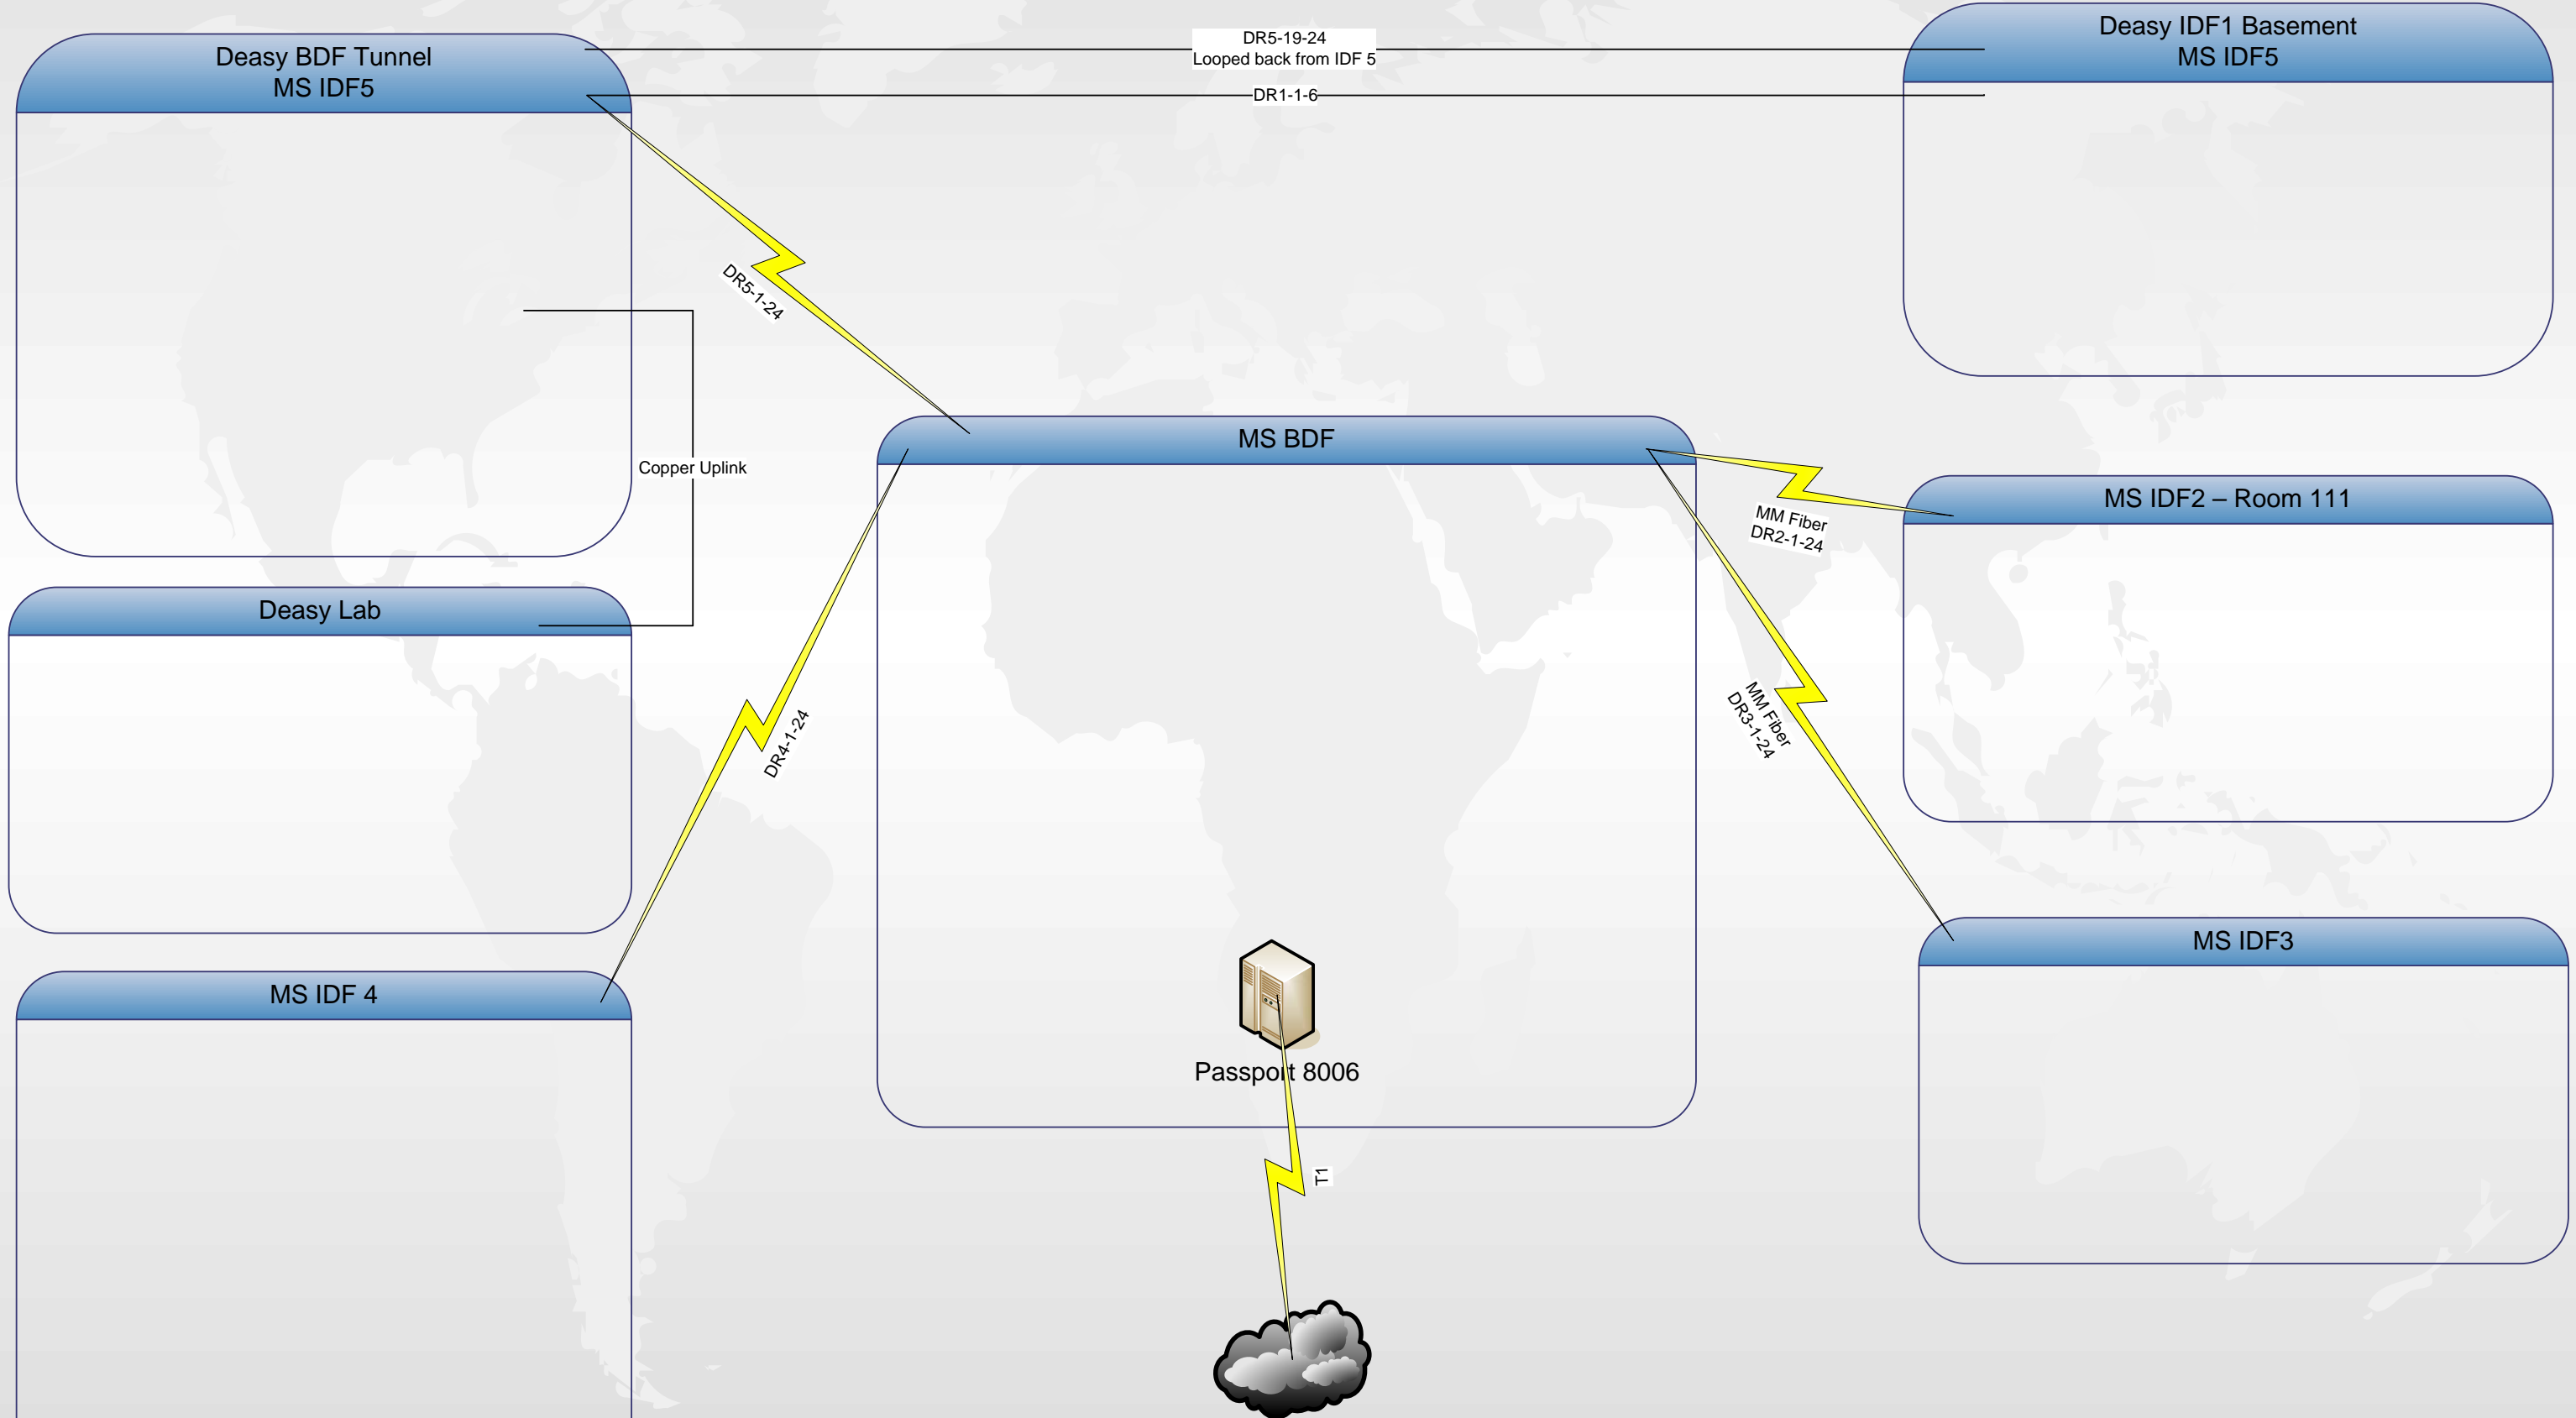 Deasy BDF Tunnel
MS IDF5
DR5-19-24
Looped back from IDF 5
DR1-1-6
Deasy IDF1 Basement
MS IDF5
DR5-1-24
Copper Uplink
MS BDF
MM Fiber
DR2-1-24
MS IDF2 – Room 111
Deasy Lab
DR4-1-24
MM Fiber
DR3-1-24
MS IDF3
MS IDF 4
Passport 8006
T1